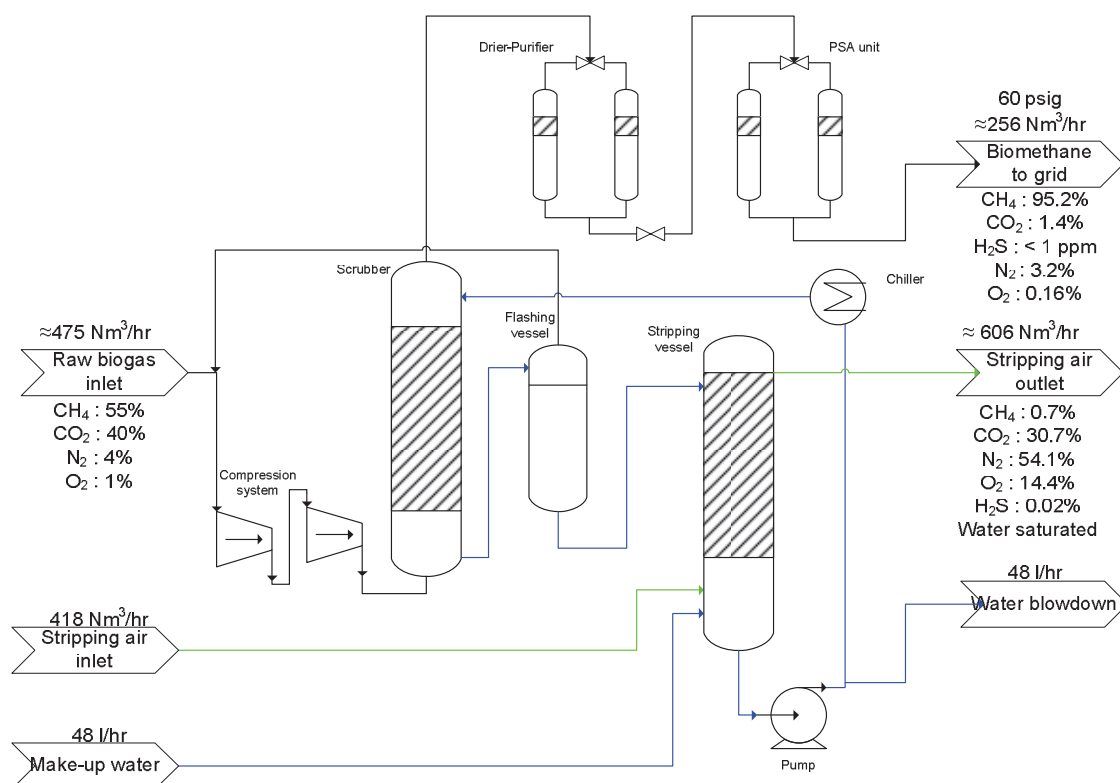 Drier-Purifier
PSA unit
60 psig
≈256 Nm³/hr
Biomethane
to grid
CH₄ : 95.2%
CO₂ : 1.4%
H₂S : < 1 ppm
N₂ : 3.2%
O₂ : 0.16%
Scrubber
Chiller
Flashing
vessel
Stripping
vessel
≈475 Nm³/hr
Raw biogas
inlet
CH₄ : 55%
CO₂ : 40%
N₂ : 4%
O₂ : 1%
≈ 606 Nm³/hr
Stripping air
outlet
CH₄ : 0.7%
CO₂ : 30.7%
N₂ : 54.1%
O₂ : 14.4%
H₂S : 0.02%
Water saturated
Compression
system
48 l/hr
Water blowdown
418 Nm³/hr
Stripping air
inlet
48 l/hr
Make-up water
Pump